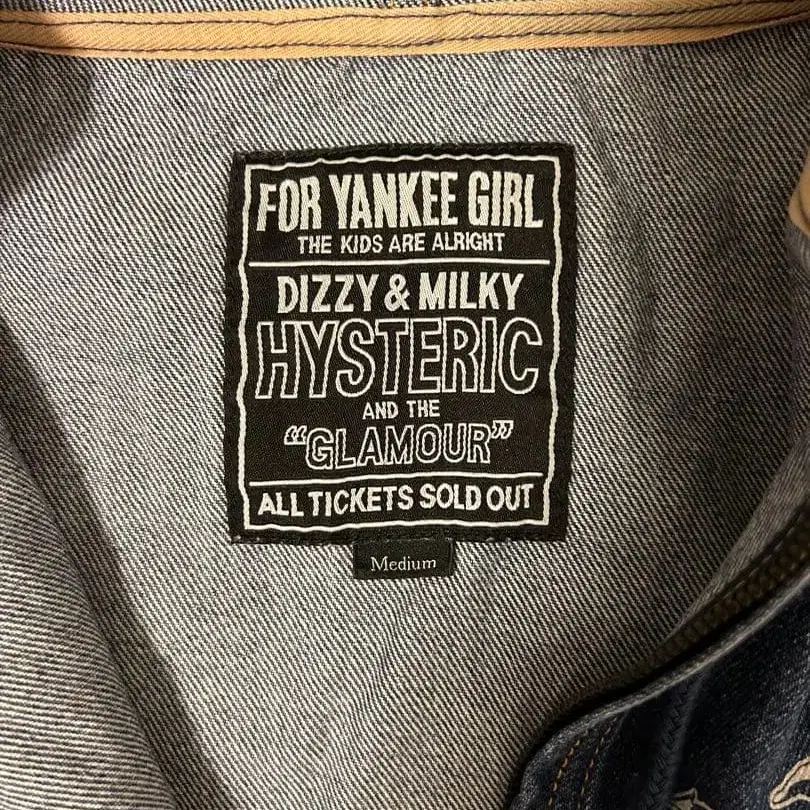 FOR YANKEE GIRL
THE KIDS ARE ALRIGHT
DIZZY & MILKY
HYSTERIC
AND THE
“GLAMOUR”
ALL TICKETS SOLD OUT
Medium